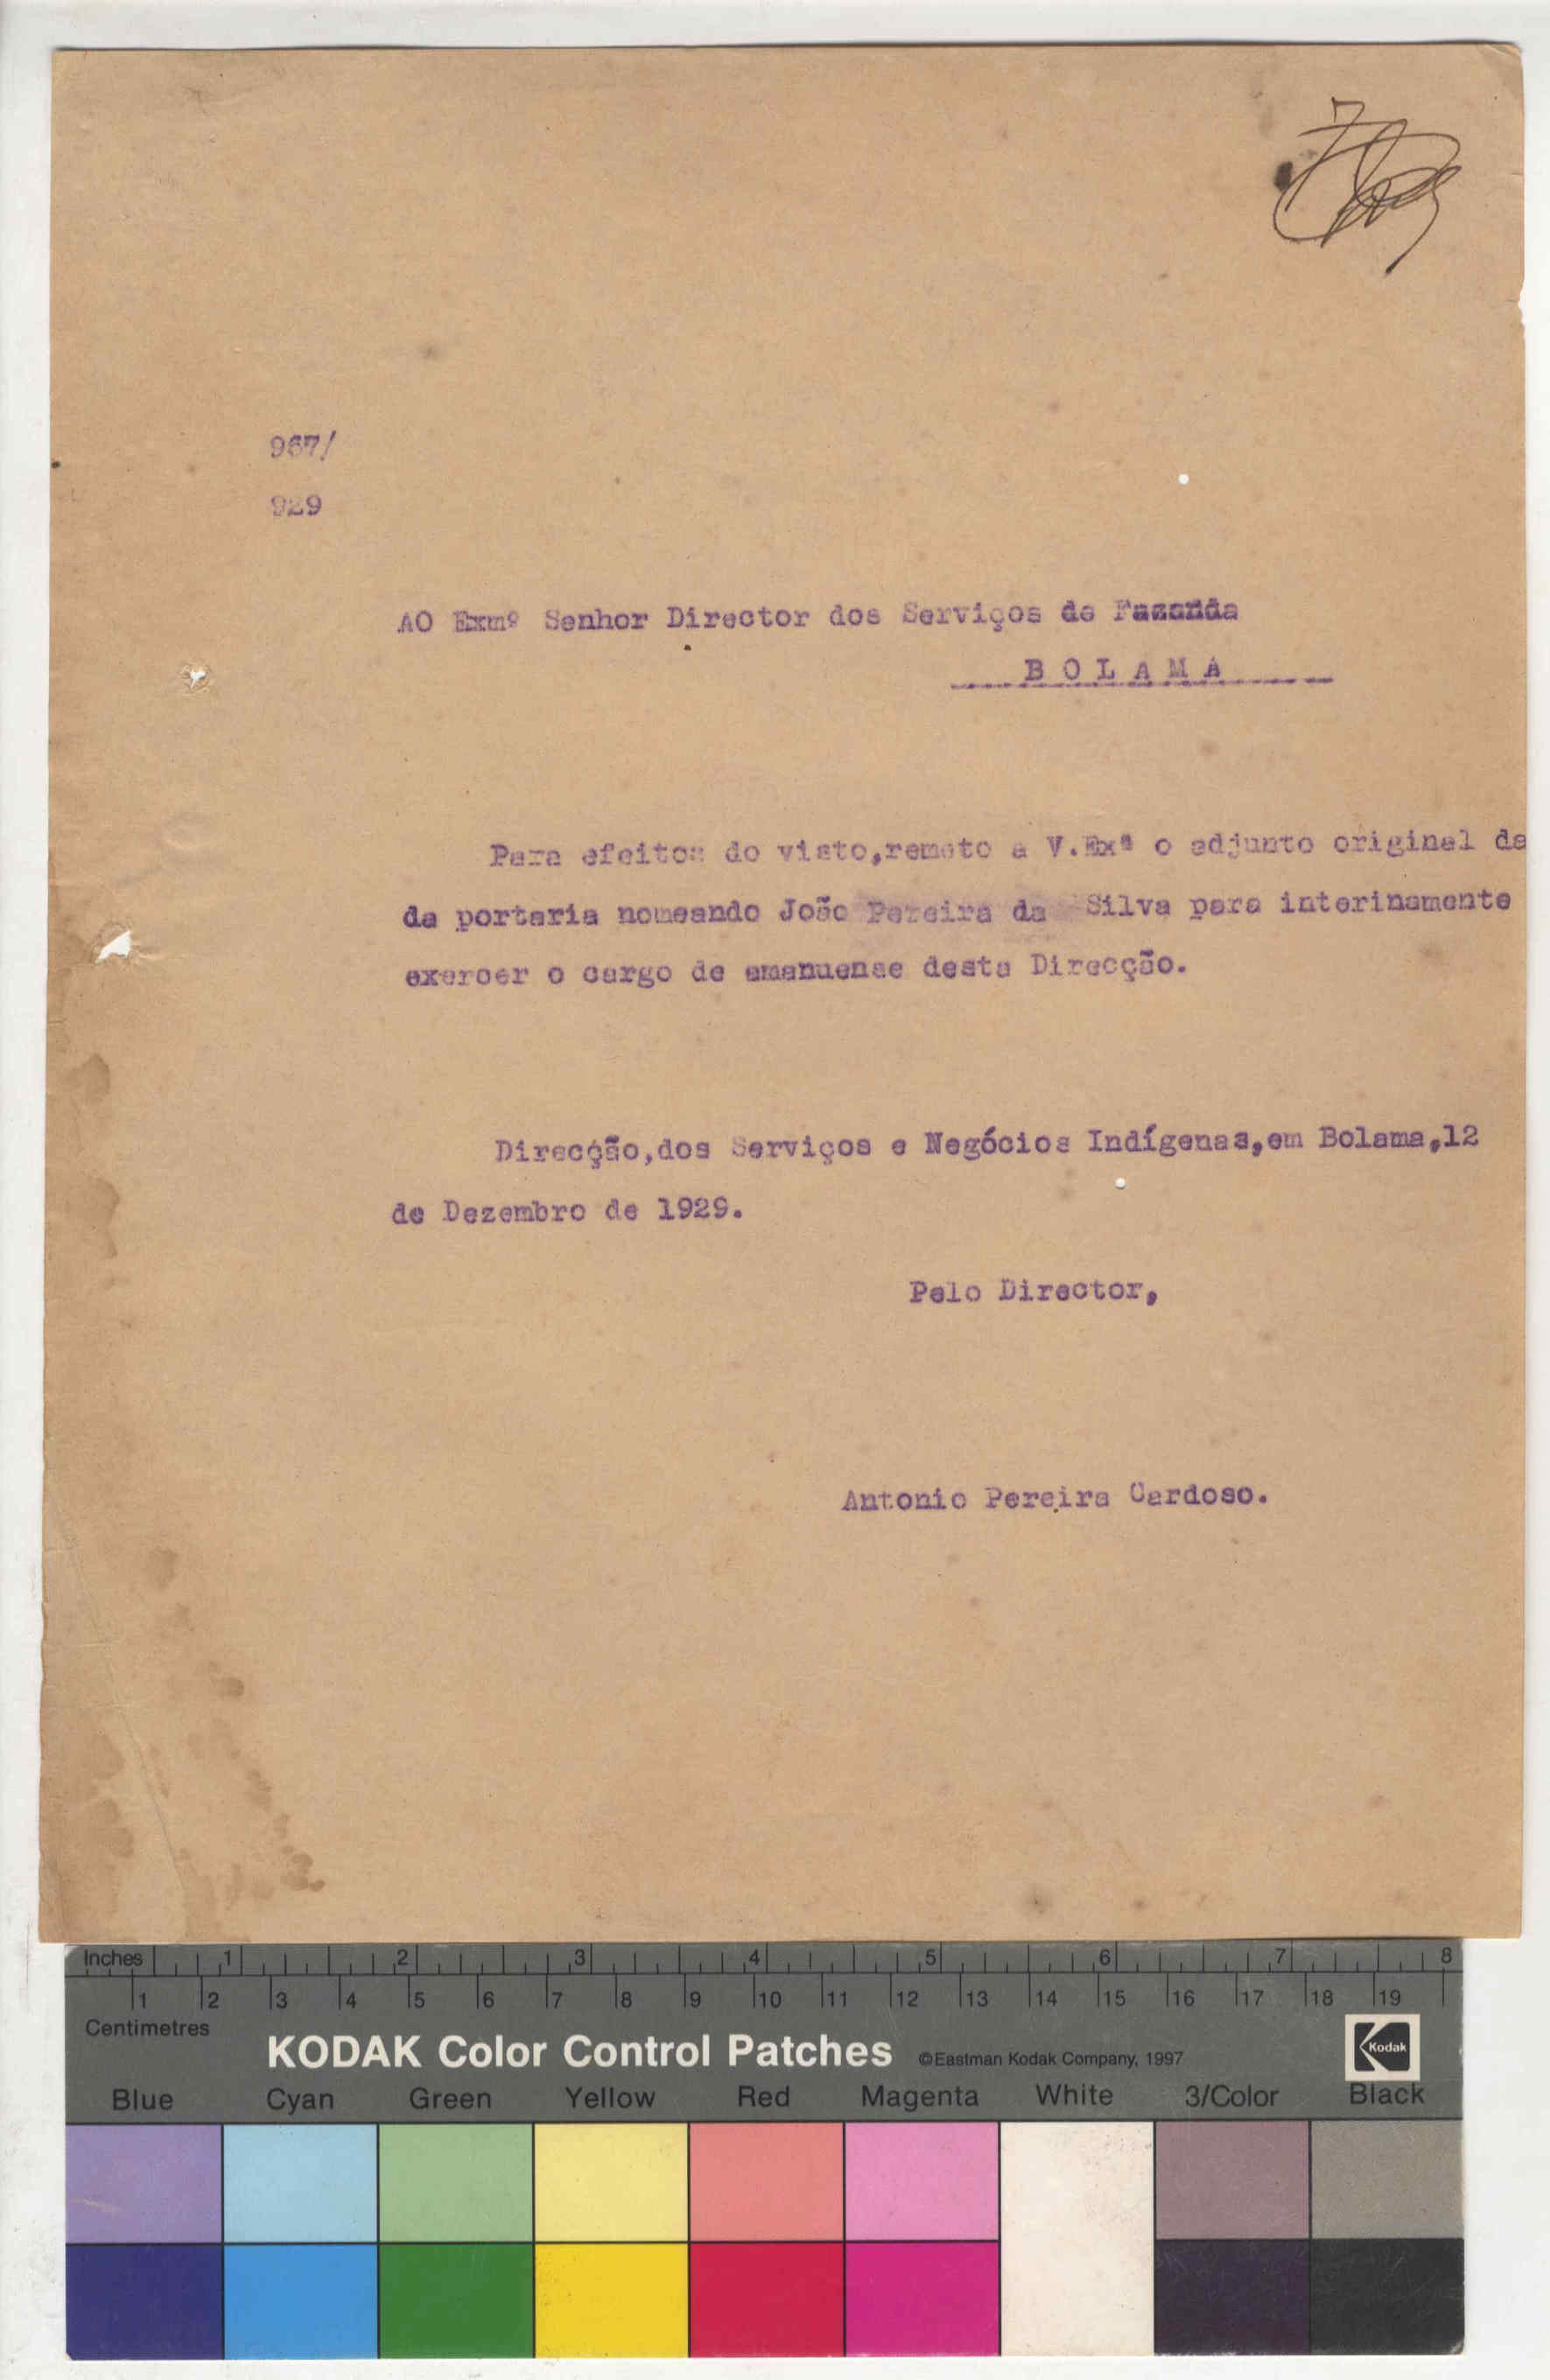 967/
929
AO Exmº Senhor Director dos Serviços de Fazenda
B O L A M A
Para efeitos do visto,remeto a V.Exª o adjunto original da
da portaria nomeando João Pereira da Silva para interinamente
exercer o cargo de amanuense desta Direcção.
Direcção,dos Serviços e Negócios Indígenas,em Bolama,12
de Dezembro de 1929.
Pelo Director,
Antonio Pereira Cardoso.
Inches 1 2 3 4 5 6 7 8
1 2 3 4 5 6 7 8 9 10 11 12 13 14 15 16 17 18 19
Centimetres
KODAK Color Control Patches ©Eastman Kodak Company, 1997 Kodak
Blue Cyan Green Yellow Red Magenta White 3/Color Black